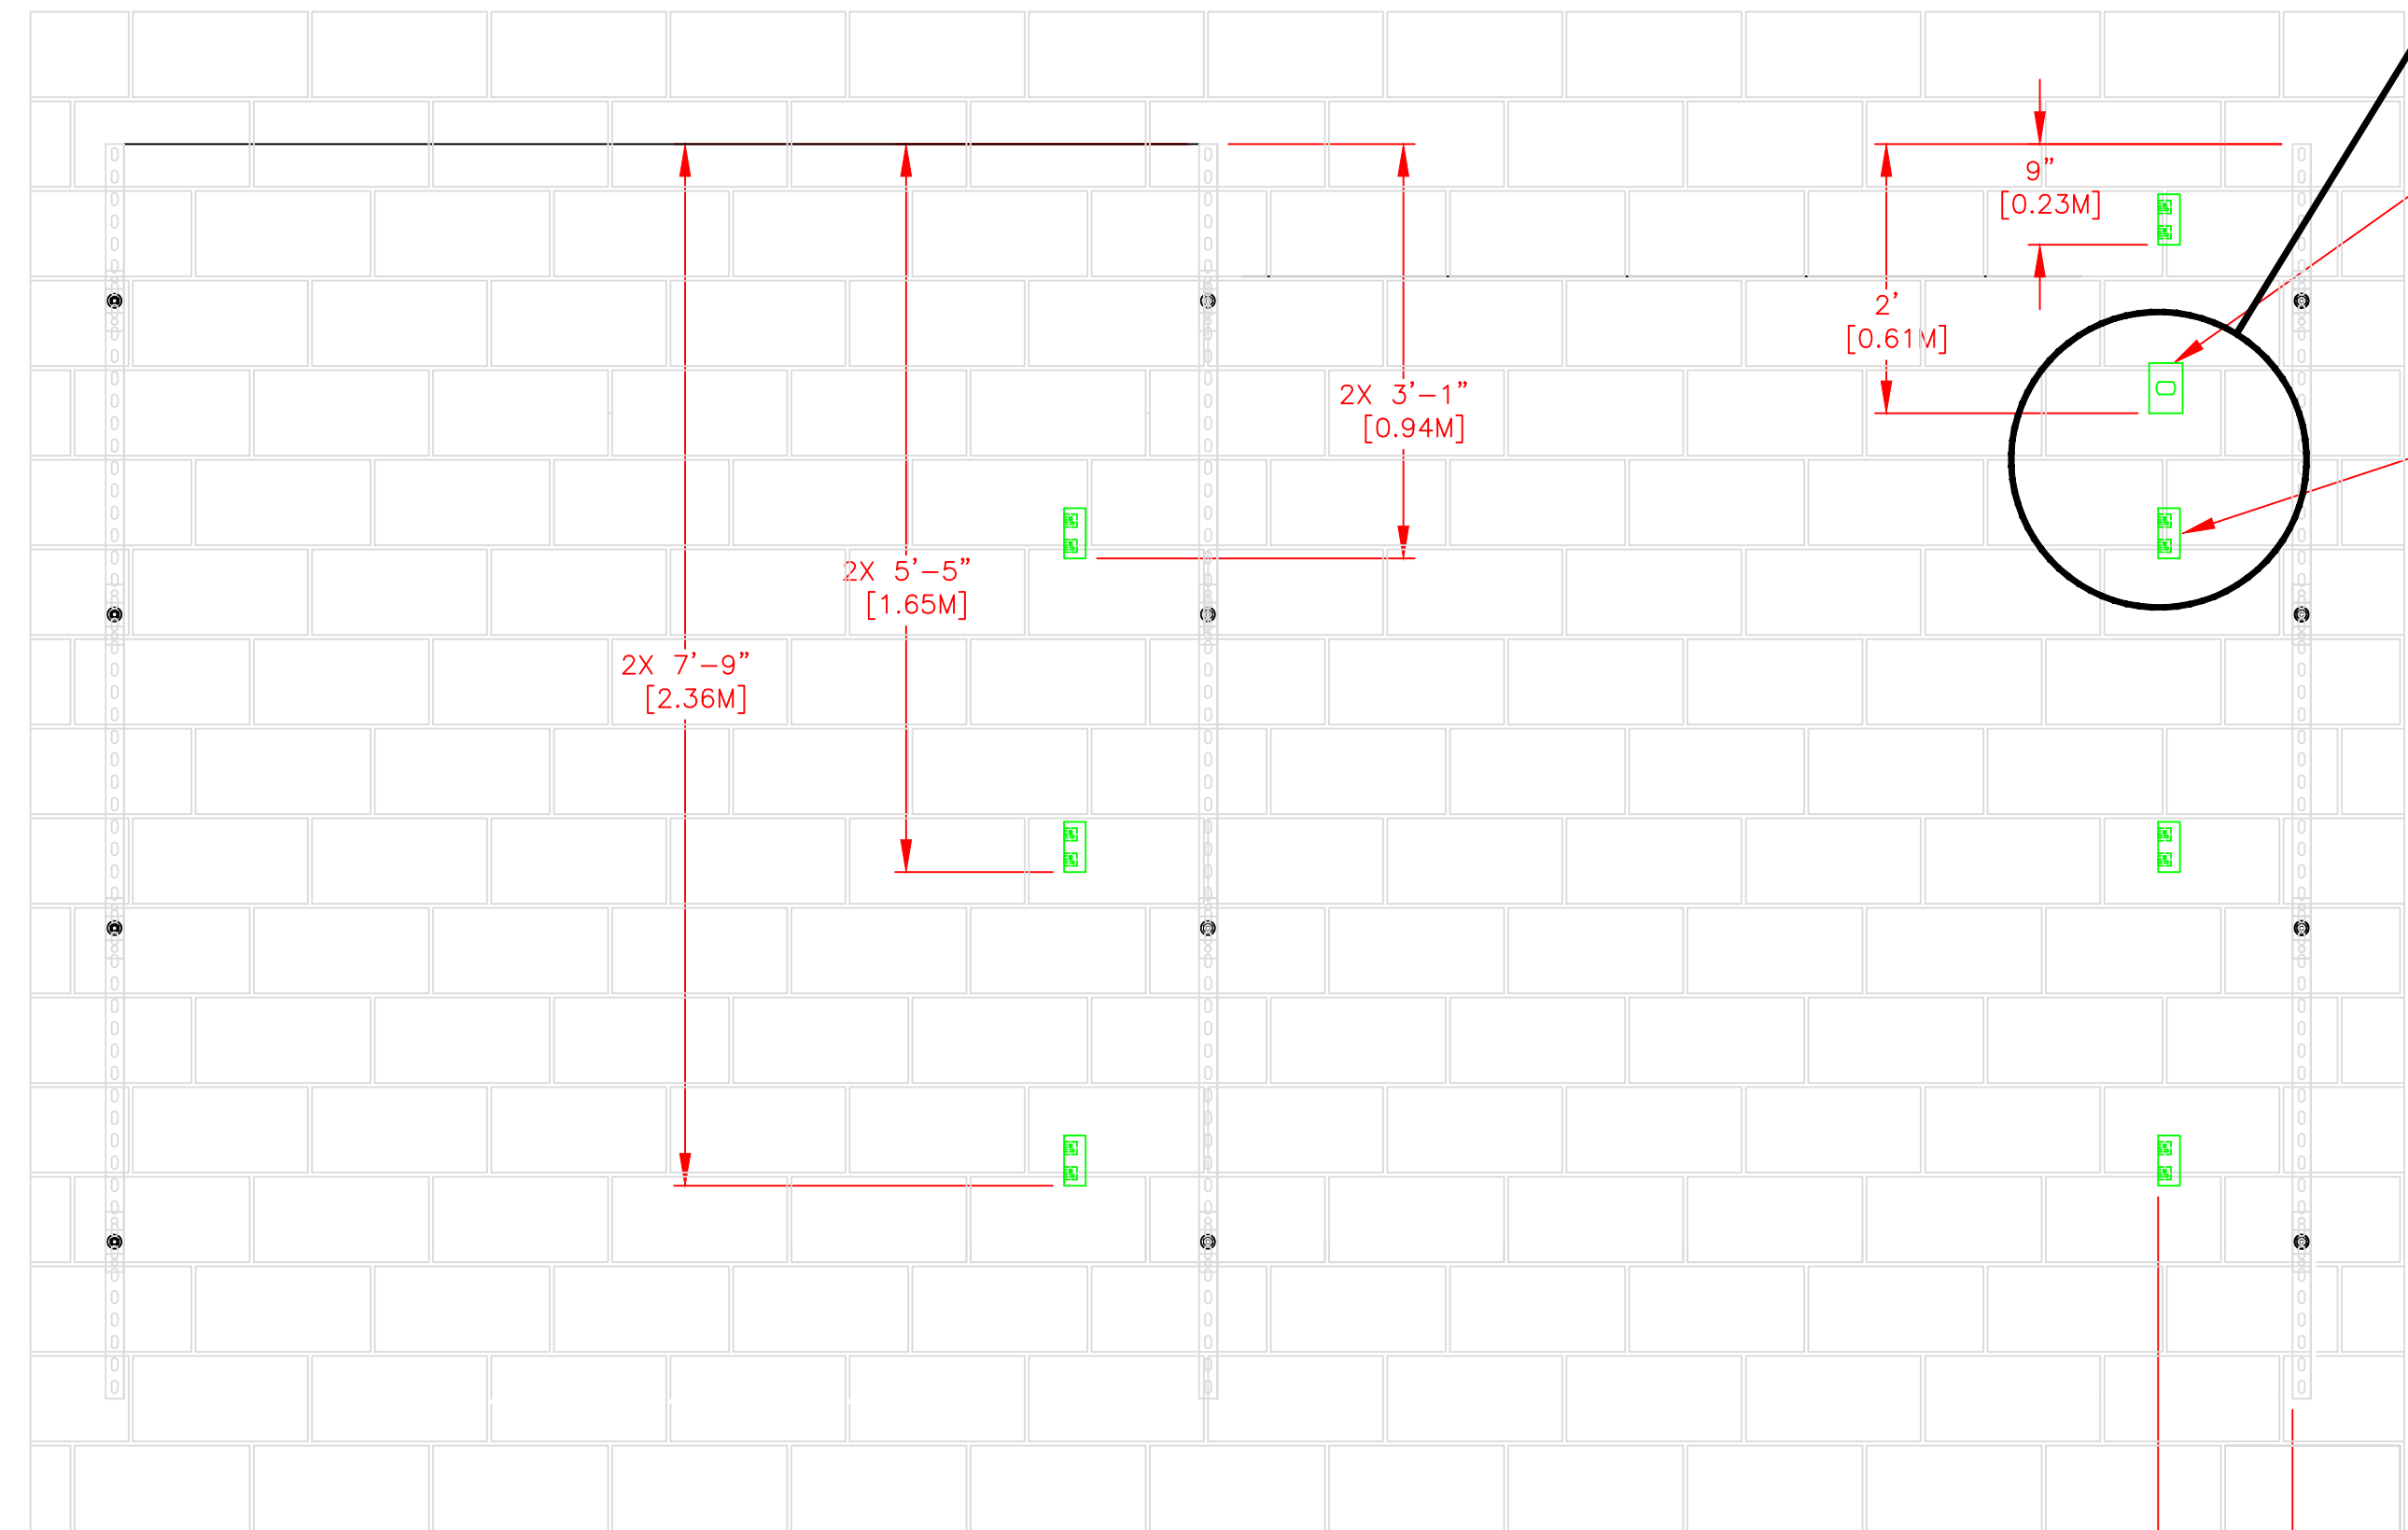 9”
[0.23M]
2’
[0.61M]
2X 3’–1”
[0.94M]
2X 5’–5”
[1.65M]
2X 7’–9”
[2.36M]